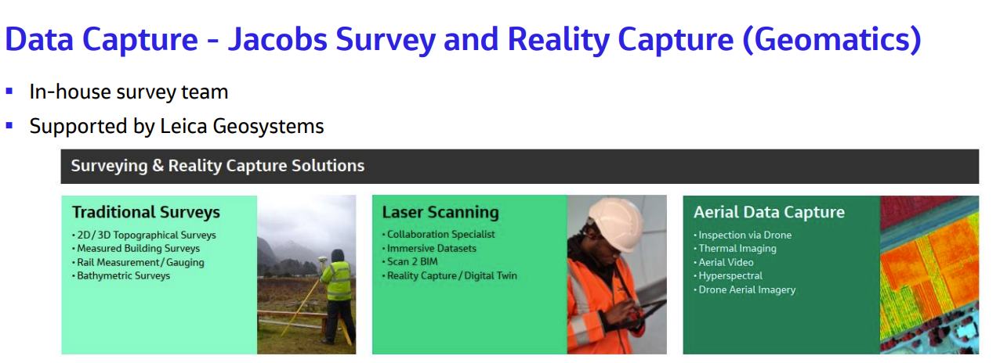 Data Capture - Jacobs Survey and Reality Capture (Geomatics)
▪ In-house survey team
▪ Supported by Leica Geosystems
Surveying & Reality Capture Solutions
Traditional Surveys
• 2D / 3D Topographical Surveys
• Measured Building Surveys
• Rail Measurement / Gauging
• Bathymetric Surveys
Laser Scanning
• Collaboration Specialist
• Immersive Datasets
• Scan 2 BIM
• Reality Capture / Digital Twin
Aerial Data Capture
• Inspection via Drone
• Thermal Imaging
• Aerial Video
• Hyperspectral
• Drone Aerial Imagery